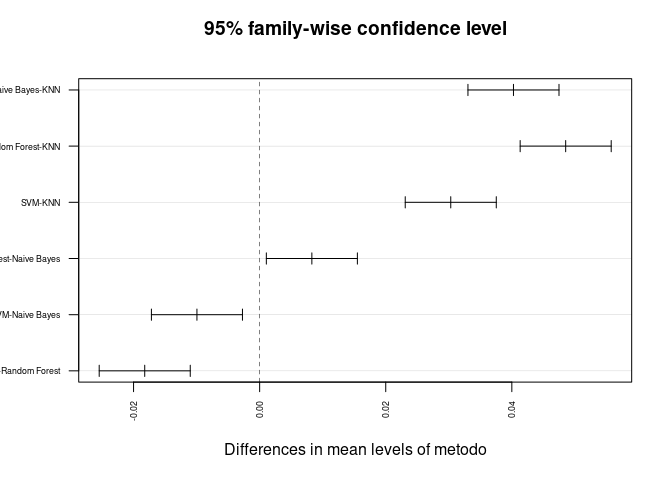 95% family-wise confidence level
aive Bayes-KNN
dom Forest-KNN
SVM-KNN
est-Naive Bayes
VM-Naive Bayes
-Random Forest
-0.02
0.00
0.02
0.04
Differences in mean levels of metodo